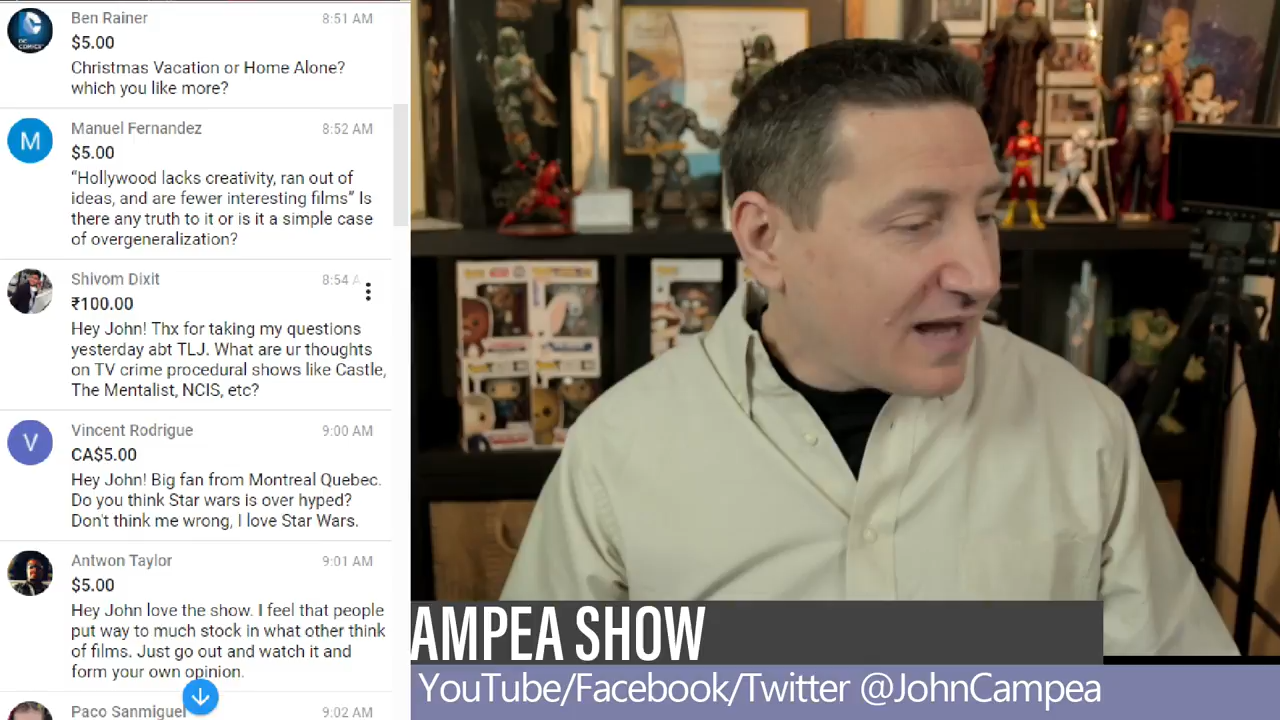 Ben Rainer
8:51 AM
$5.00
Christmas Vacation or Home Alone?
which you like more?
M
Manuel Fernandez
8:52 AM
$5.00
“Hollywood lacks creativity, ran out of
ideas, and are fewer interesting films” Is
there any truth to it or is it a simple case
of overgeneralization?
Shivom Dixit
8:54 A
₹100.00
Hey John! Thx for taking my questions
yesterday abt TLJ. What are ur thoughts
on TV crime procedural shows like Castle,
The Mentalist, NCIS, etc?
V
Vincent Rodrigue
9:00 AM
CA$5.00
Hey John! Big fan from Montreal Quebec.
Do you think Star wars is over hyped?
Don't think me wrong, I love Star Wars.
Antwon Taylor
9:01 AM
$5.00
Hey John love the show. I feel that people
put way to much stock in what other think
of films. Just go out and watch it and
form your own opinion.
Paco Sanmiguel
9:02 AM
AMPEA SHOW
YouTube/Facebook/Twitter @JohnCampea